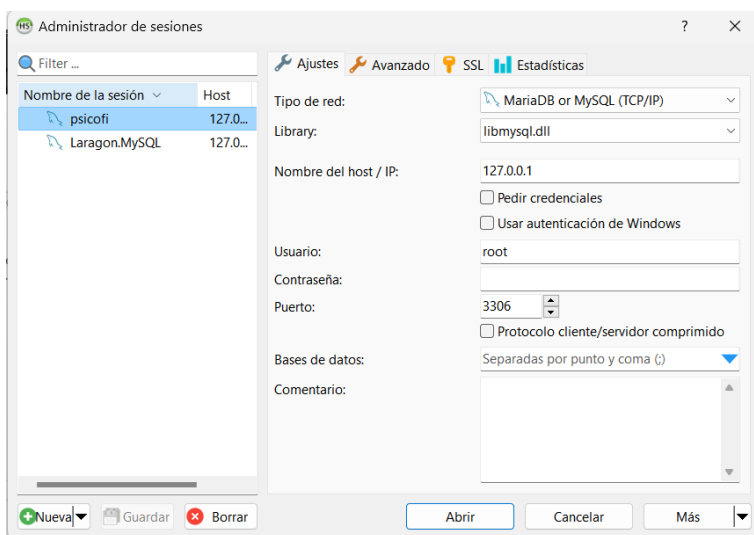 HS Administrador de sesiones ?
Filter ...
Ajustes Avanzado SSL Estadísticas
Nombre de la sesión Host
psicofi 127.0...
Laragon.MySQL 127.0...
Tipo de red: MariaDB or MySQL (TCP/IP)
Library: libmysql.dll
Nombre del host / IP: 127.0.0.1
Pedir credenciales
Usar autenticación de Windows
Usuario: root
Contraseña:
Puerto: 3306
Protocolo cliente/servidor comprimido
Bases de datos: Separadas por punto y coma (;)
Comentario:
Nueva Guardar Borrar Abrir Cancelar Más